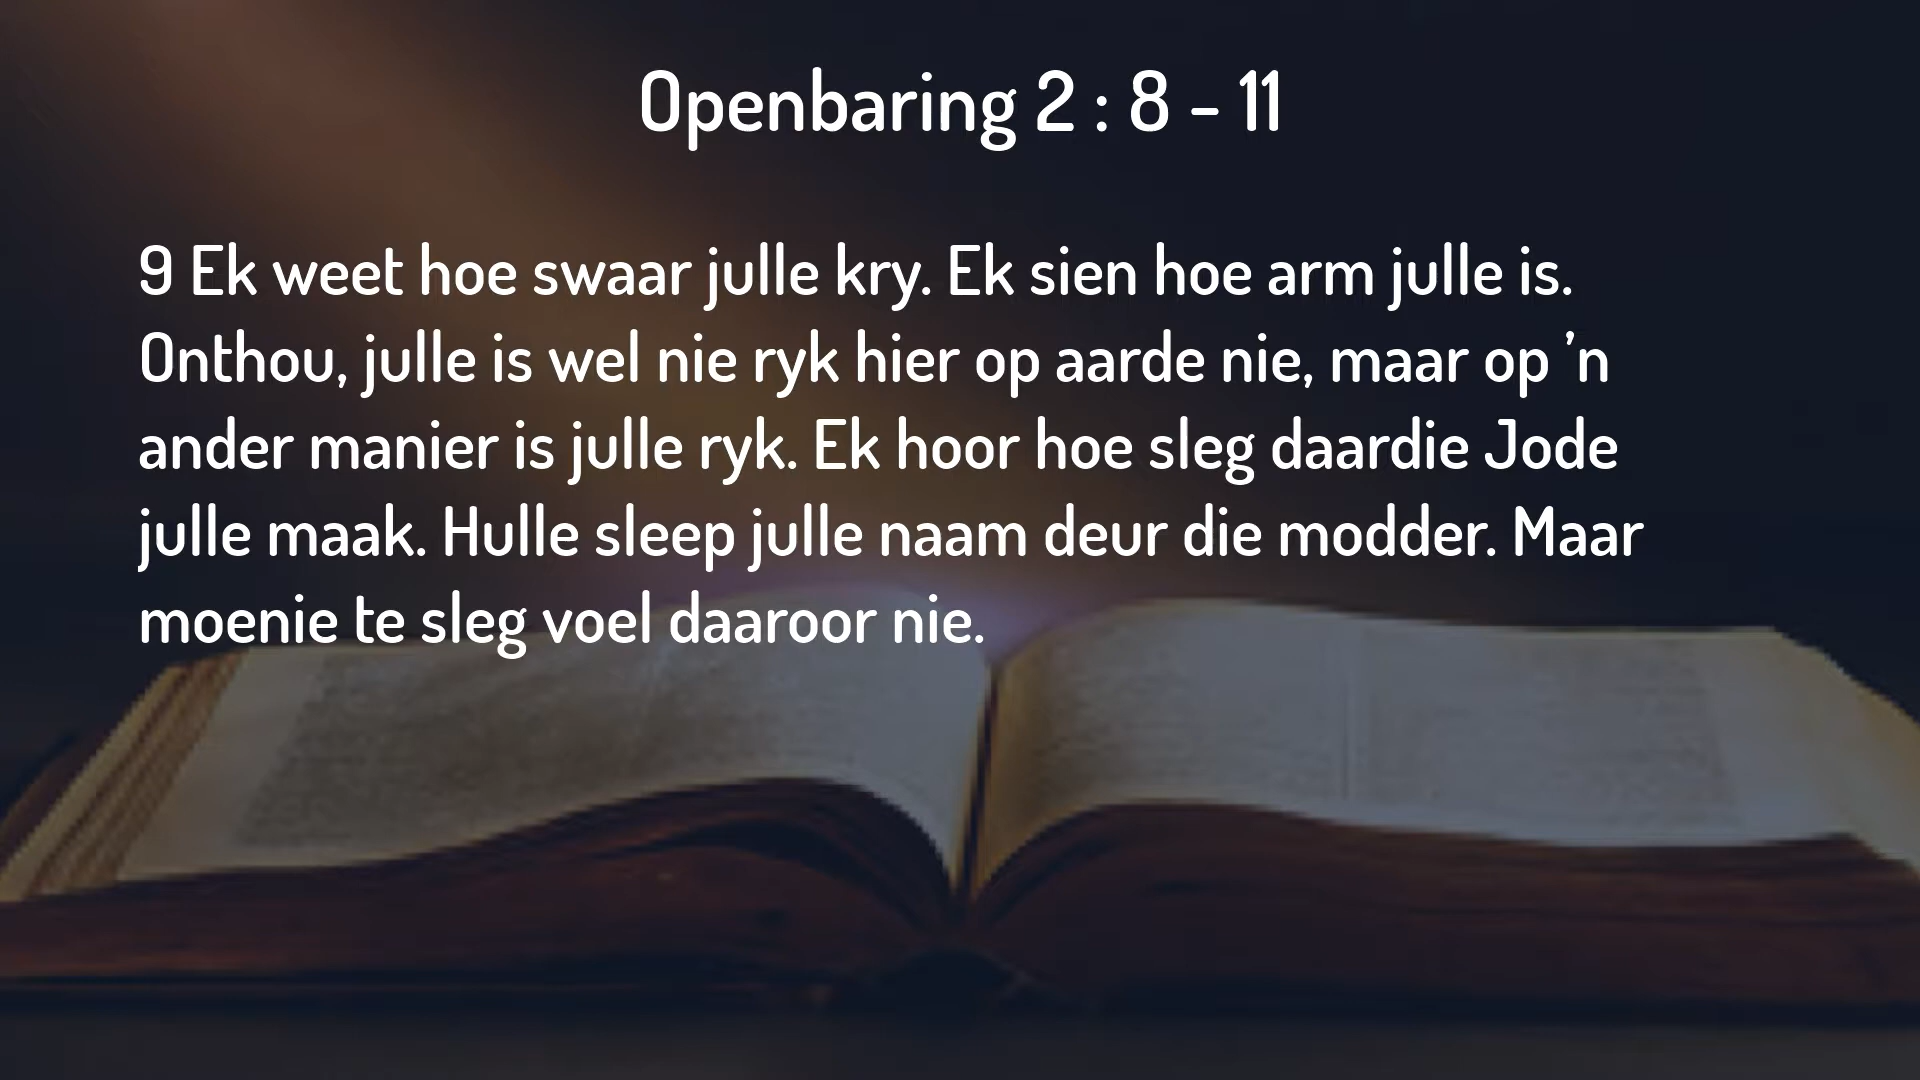 Openbaring 2 : 8 – 11
9 Ek weet hoe swaar julle kry. Ek sien hoe arm julle is.
Onthou, julle is wel nie ryk hier op aarde nie, maar op ’n
ander manier is julle ryk. Ek hoor hoe sleg daardie Jode
julle maak. Hulle sleep julle naam deur die modder. Maar
moenie te sleg voel daaroor nie.